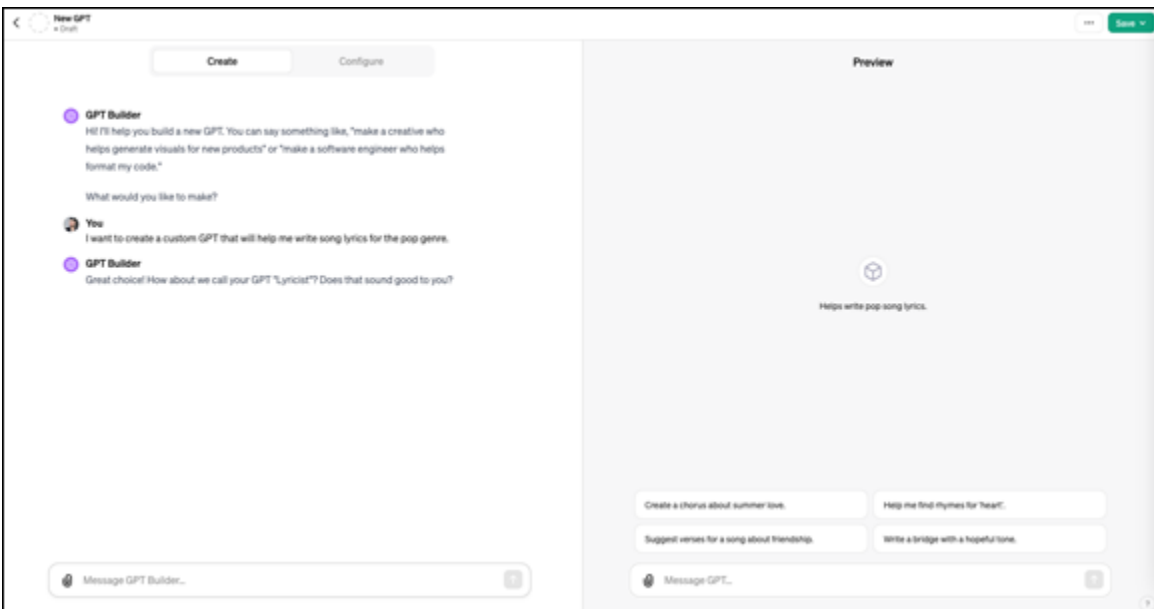 New GPT
• Draft
...
Save
Create
Configure
Preview
GPT Builder
Hi! I'll help you build a new GPT. You can say something like, "make a creative who
helps generate visuals for new products" or "make a software engineer who helps
format my code."
What would you like to make?
You
I want to create a custom GPT that will help me write song lyrics for the pop genre.
GPT Builder
Great choice! How about we call your GPT "Lyricist"? Does that sound good to you?
Helps write pop song lyrics.
Create a chorus about summer love.
Help me find rhymes for 'heart'.
Suggest verses for a song about friendship.
Write a bridge with a hopeful tone.
Message GPT Builder...
Message GPT...
?